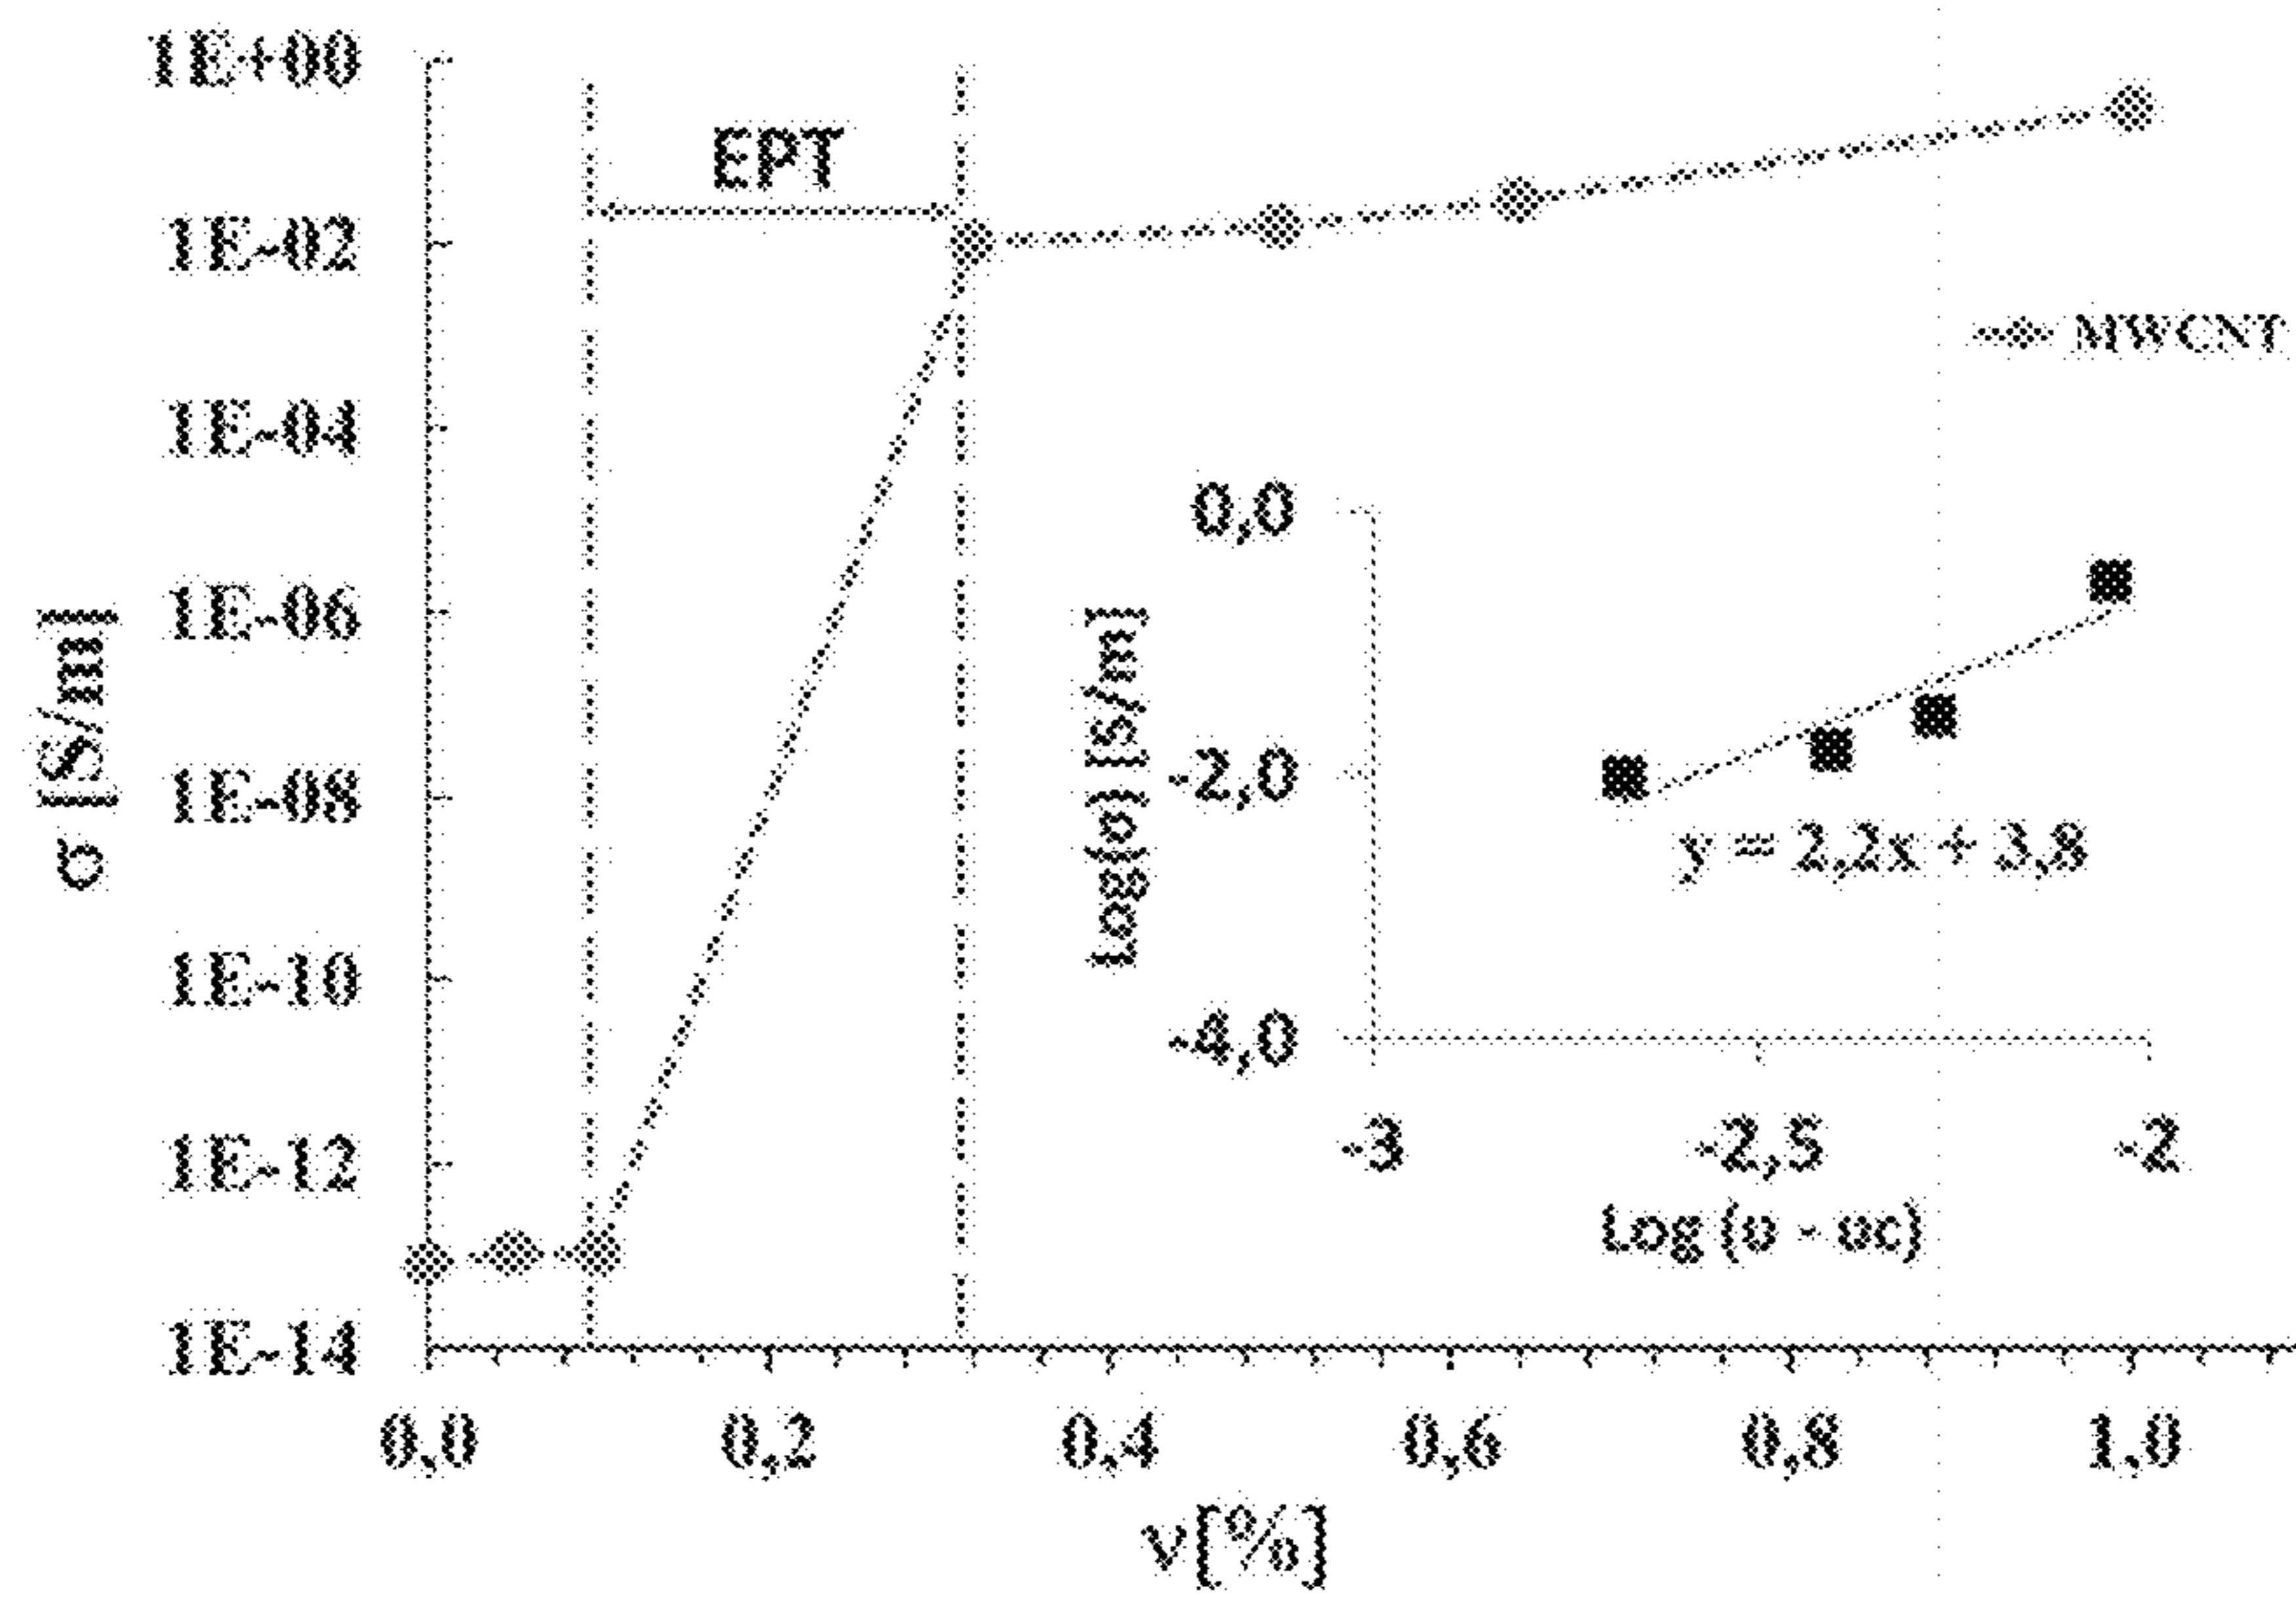 1E+00
1E-02
1E-04
1E-06
1E-08
1E-10
1E-12
1E-14
σ [S/m]
EPT
MWCNT
0,0
-2,0
-4,0
Log(σ) [S/m]
y = 2,2x + 3,8
-3 -2,5 -2
Log (υ - υc)
0,0 0,2 0,4 0,6 0,8 1,0
v[%]